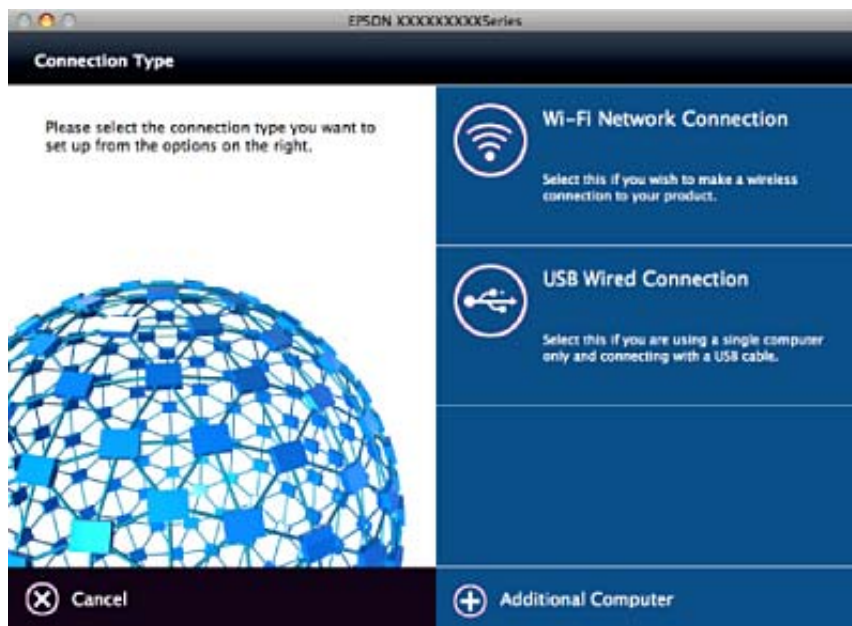 EPSON XXXXXXXXXSeries
Connection Type
Please select the connection type you want to
set up from the options on the right.
Wi-Fi Network Connection
Select this if you wish to make a wireless
connection to your product.
USB Wired Connection
Select this if you are using a single computer
only and connecting with a USB cable.
Cancel
Additional Computer